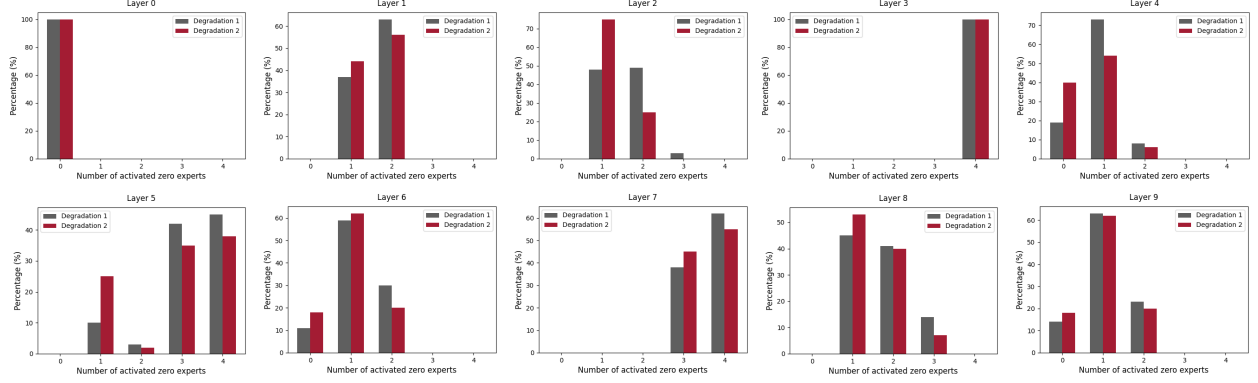 Layer 0
100
80
60
40
20
0
Percentage (%)
Degradation 1
Degradation 2
0 1 2 3 4
Number of activated zero experts
Layer 1
60
50
40
30
20
10
0
Percentage (%)
Degradation 1
Degradation 2
0 1 2 3 4
Number of activated zero experts
Layer 2
70
60
50
40
30
20
10
0
Percentage (%)
Degradation 1
Degradation 2
0 1 2 3 4
Number of activated zero experts
Layer 3
100
80
60
40
20
0
Percentage (%)
Degradation 1
Degradation 2
0 1 2 3 4
Number of activated zero experts
Layer 4
70
60
50
40
30
20
10
0
Percentage (%)
Degradation 1
Degradation 2
0 1 2 3 4
Number of activated zero experts
Layer 5
40
30
20
10
0
Percentage (%)
Degradation 1
Degradation 2
0 1 2 3 4
Number of activated zero experts
Layer 6
60
50
40
30
20
10
0
Percentage (%)
Degradation 1
Degradation 2
0 1 2 3 4
Number of activated zero experts
Layer 7
60
50
40
30
20
10
0
Percentage (%)
Degradation 1
Degradation 2
0 1 2 3 4
Number of activated zero experts
Layer 8
50
40
30
20
10
0
Percentage (%)
Degradation 1
Degradation 2
0 1 2 3 4
Number of activated zero experts
Layer 9
60
50
40
30
20
10
0
Percentage (%)
Degradation 1
Degradation 2
0 1 2 3 4
Number of activated zero experts